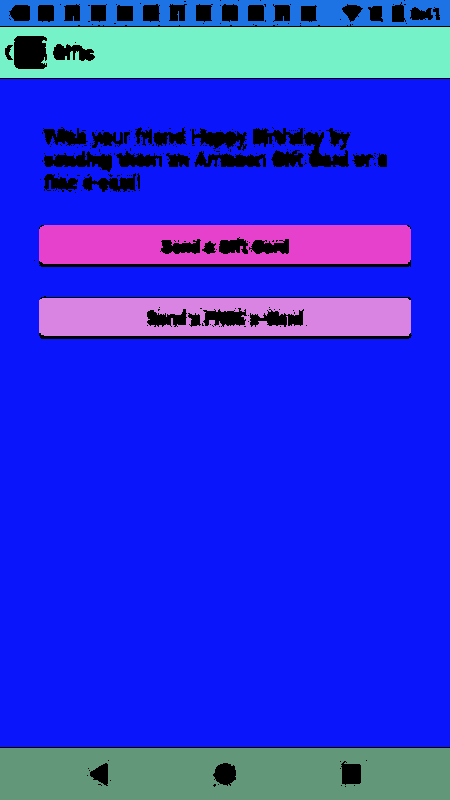 Gifts
Wish your friend Happy Birthday by
sending them an Amazon Gift Card or a
free e-card!
Send a Gift Card
Send a FREE e-Card